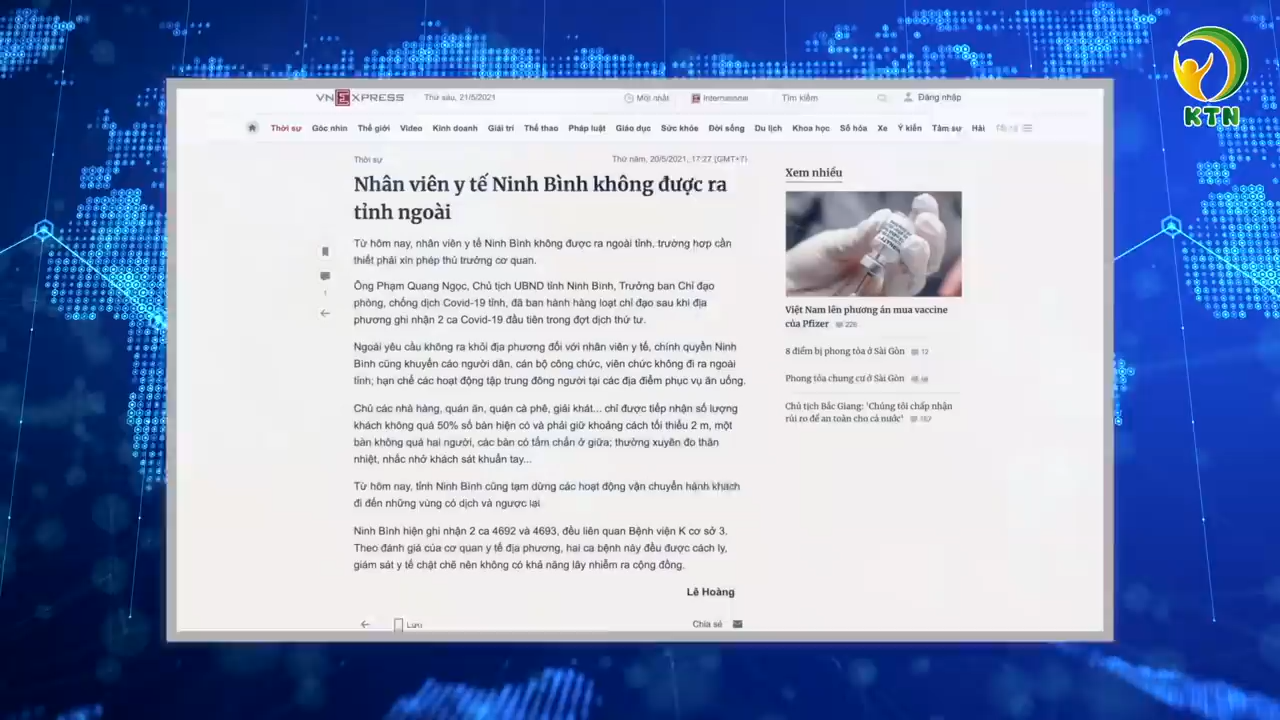 VNEXPRESS
Thứ sáu, 21/5/2021
Mới nhất
International
Tìm kiếm
Đăng nhập
KTN
Thời sự Góc nhìn Thế giới Video Kinh doanh Giải trí Thể thao Pháp luật Giáo dục Sức khỏe Đời sống Du lịch Khoa học Số hóa Xe Ý kiến Tâm sự Hài
Thời sự
Thứ năm, 20/5/2021, 17:27 (GMT+7)
Nhân viên y tế Ninh Bình không được ra
tỉnh ngoài
Từ hôm nay, nhân viên y tế Ninh Bình không được ra ngoài tỉnh, trường hợp cần
thiết phải xin phép thủ trưởng cơ quan.
Ông Phạm Quang Ngọc, Chủ tịch UBND tỉnh Ninh Bình, Trưởng ban Chỉ đạo
phòng, chống dịch Covid-19 tỉnh, đã ban hành hàng loạt chỉ đạo sau khi địa
phương ghi nhận 2 ca Covid-19 đầu tiên trong đợt dịch thứ tư.
1
Ngoài yêu cầu không ra khỏi địa phương đối với nhân viên y tế, chính quyền Ninh
Bình cũng khuyến cáo người dân, cán bộ công chức, viên chức không đi ra ngoài
tỉnh; hạn chế các hoạt động tập trung đông người tại các địa điểm phục vụ ăn uống.
Chủ các nhà hàng, quán ăn, quán cà phê, giải khát... chỉ được tiếp nhận số lượng
khách không quá 50% số bàn hiện có và phải giữ khoảng cách tối thiểu 2 m, một
bàn không quá hai người, các bàn có tấm chắn ở giữa; thường xuyên đo thân
nhiệt, nhắc nhở khách sát khuẩn tay...
Từ hôm nay, tỉnh Ninh Bình cũng tạm dừng các hoạt động vận chuyển hành khách
đi đến những vùng có dịch và ngược lại
Ninh Bình hiện ghi nhận 2 ca 4692 và 4693, đều liên quan Bệnh viện K cơ sở 3.
Theo đánh giá của cơ quan y tế địa phương, hai ca bệnh này đều được cách ly,
giám sát y tế chặt chẽ nên không có khả năng lây nhiễm ra cộng đồng.
Lê Hoàng
Lưu
Chia sẻ
Xem nhiều
Việt Nam lên phương án mua vaccine
của Pfizer 226
8 điểm bị phong tỏa ở Sài Gòn 12
Phong tỏa chung cư ở Sài Gòn
Chủ tịch Bắc Giang: 'Chúng tôi chấp nhận
rủi ro để an toàn cho cả nước' 157